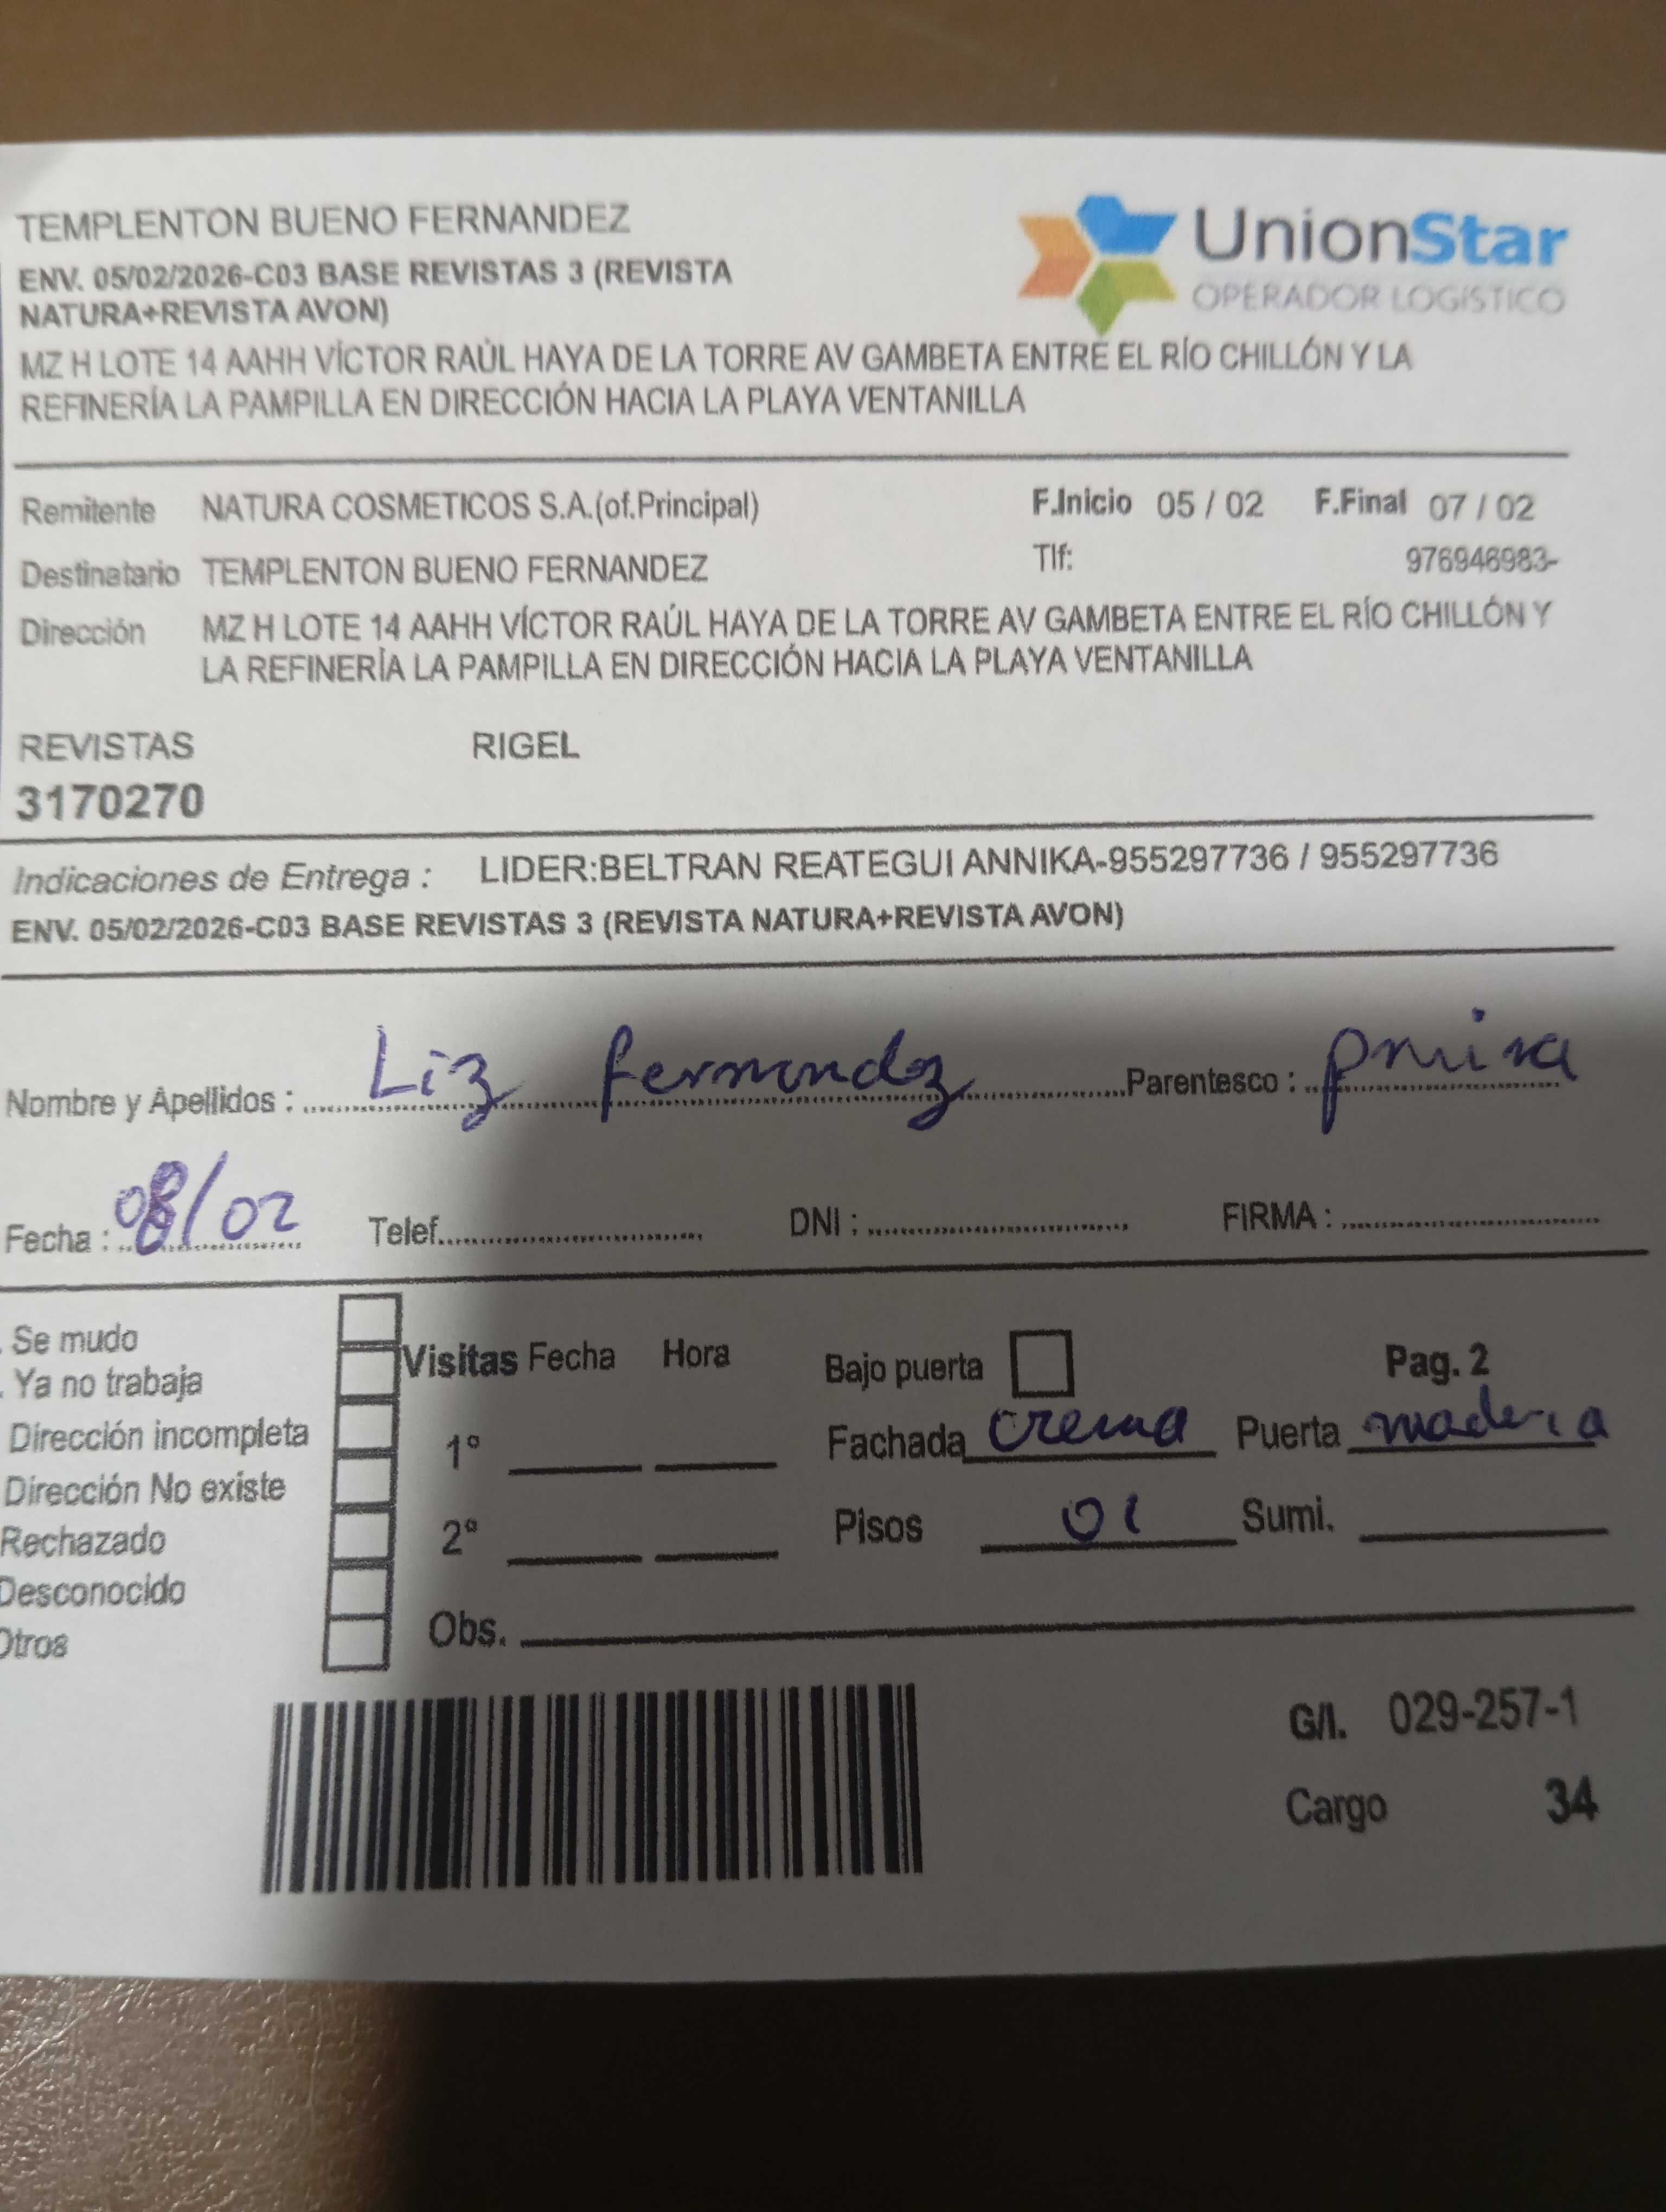 TEMPLENTON BUENO FERNANDEZ
ENV. 05/02/2026-C03 BASE REVISTAS 3 (REVISTA
NATURA+REVISTA AVON)
UnionStar
OPERADOR LOGÍSTICO
MZ H LOTE 14 AAHH VÍCTOR RAÚL HAYA DE LA TORRE AV GAMBETA ENTRE EL RÍO CHILLÓN Y LA
REFINERÍA LA PAMPILLA EN DIRECCIÓN HACIA LA PLAYA VENTANILLA
Remitente NATURA COSMETICOS S.A.(of.Principal) F.Inicio 05 / 02 F.Final 07 / 02
Destinatario TEMPLENTON BUENO FERNANDEZ Tlf: 976946983-
Dirección MZ H LOTE 14 AAHH VÍCTOR RAÚL HAYA DE LA TORRE AV GAMBETA ENTRE EL RÍO CHILLÓN Y
LA REFINERÍA LA PAMPILLA EN DIRECCIÓN HACIA LA PLAYA VENTANILLA
REVISTAS RIGEL
3170270
Indicaciones de Entrega : LIDER:BELTRAN REATEGUI ANNIKA-955297736 / 955297736
ENV. 05/02/2026-C03 BASE REVISTAS 3 (REVISTA NATURA+REVISTA AVON)
Nombre y Apellidos : Liz fernandz Parentesco :
Fecha : 08/02 Telef. DNI : FIRMA :
Se mudo
Ya no trabaja
Dirección incompleta
Dirección No existe
Rechazado
Desconocido
Otros
Visitas Fecha Hora
1°
2°
Obs.
Bajo puerta Pag. 2
Fachada crema Puerta madera
Pisos 01 Sumi.
G/I. 029-257-1
Cargo 34